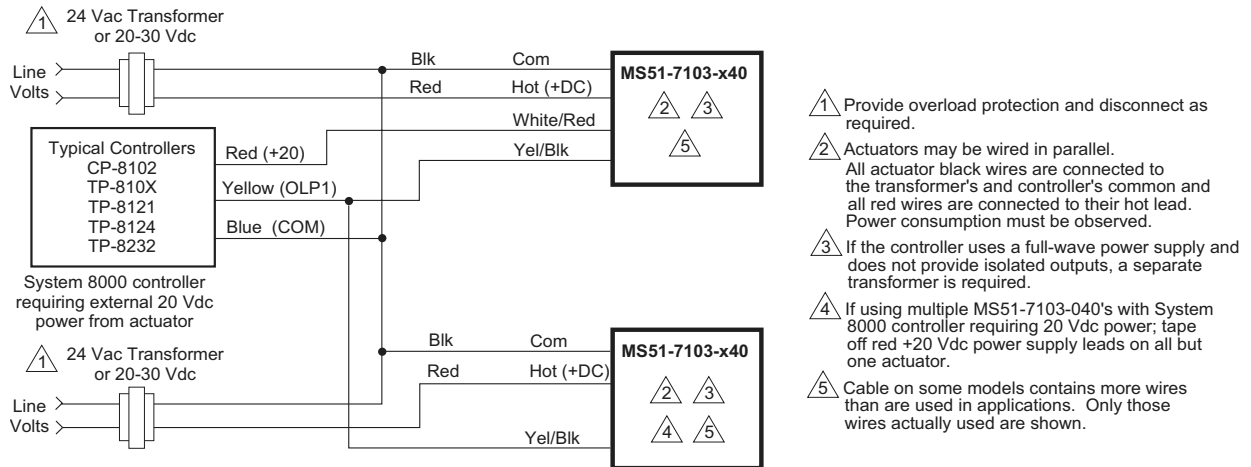 1 24 Vac Transformer
or 20-30 Vdc
Line
Volts
Blk Com
Red Hot (+DC)
White/Red
Yel/Blk
MS51-7103-x40
2 3
5
Typical Controllers
CP-8102
TP-810X
TP-8121
TP-8124
TP-8232
Red (+20)
Yellow (OLP1)
Blue (COM)
System 8000 controller
requiring external 20 Vdc
power from actuator
1 24 Vac Transformer
or 20-30 Vdc
Line
Volts
Blk Com
Red Hot (+DC)
Yel/Blk
MS51-7103-x40
2 3
4 5
1 Provide overload protection and disconnect as
required.
2 Actuators may be wired in parallel.
All actuator black wires are connected to
the transformer's and controller's common and
all red wires are connected to their hot lead.
Power consumption must be observed.
3 If the controller uses a full-wave power supply and
does not provide isolated outputs, a separate
transformer is required.
4 If using multiple MS51-7103-040's with System
8000 controller requiring 20 Vdc power; tape
off red +20 Vdc power supply leads on all but
one actuator.
5 Cable on some models contains more wires
than are used in applications. Only those
wires actually used are shown.